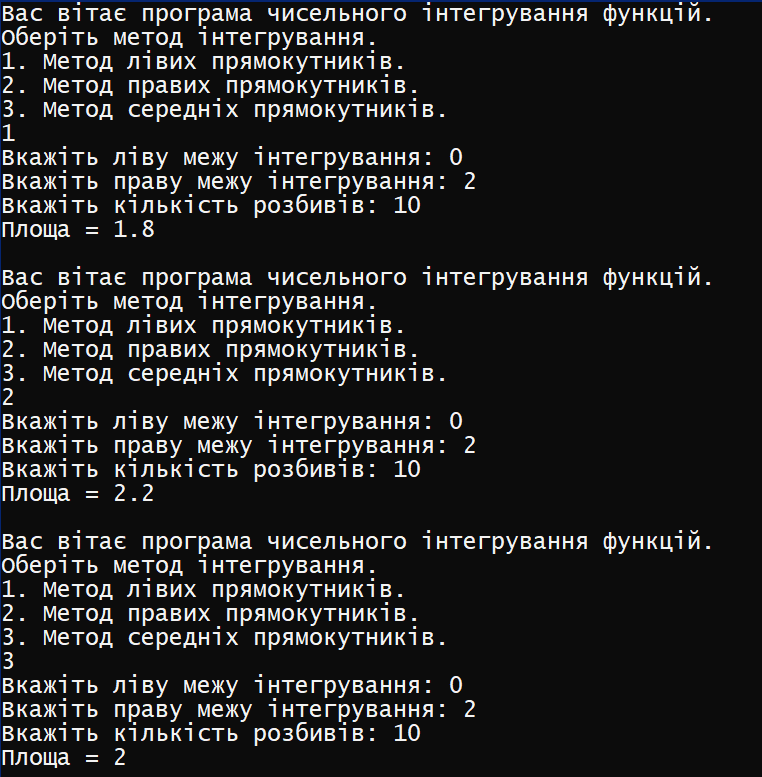 Вас вітає програма чисельного інтегрування функцій.
Оберіть метод інтегрування.
1. Метод лівих прямокутників.
2. Метод правих прямокутників.
3. Метод середніх прямокутників.
1
Вкажіть ліву межу інтегрування: 0
Вкажіть праву межу інтегрування: 2
Вкажіть кількість розбивів: 10
Площа = 1.8

Вас вітає програма чисельного інтегрування функцій.
Оберіть метод інтегрування.
1. Метод лівих прямокутників.
2. Метод правих прямокутників.
3. Метод середніх прямокутників.
2
Вкажіть ліву межу інтегрування: 0
Вкажіть праву межу інтегрування: 2
Вкажіть кількість розбивів: 10
Площа = 2.2

Вас вітає програма чисельного інтегрування функцій.
Оберіть метод інтегрування.
1. Метод лівих прямокутників.
2. Метод правих прямокутників.
3. Метод середніх прямокутників.
3
Вкажіть ліву межу інтегрування: 0
Вкажіть праву межу інтегрування: 2
Вкажіть кількість розбивів: 10
Площа = 2